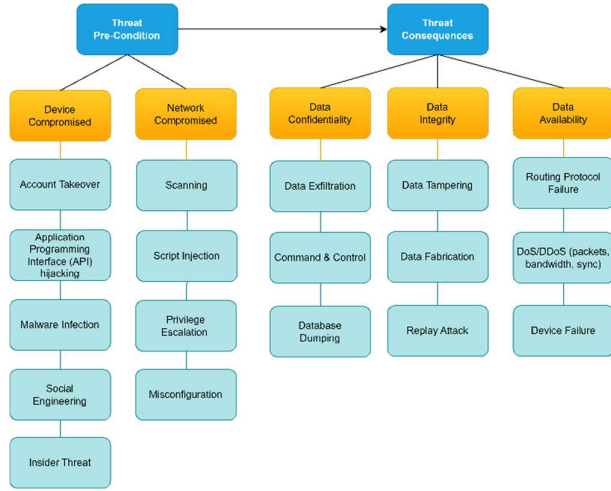 Threat
Pre-Condition
Threat
Consequences
Device
Compromised
Network
Compromised
Data
Confidentiality
Data
Integrity
Data
Availability
Account Takeover
Application
Programming
Interface (API)
hijacking
Malware Infection
Social
Engineering
Insider Threat
Scanning
Script Injection
Privilege
Escalation
Misconfiguration
Data Exfiltration
Command & Control
Database
Dumping
Data Tampering
Data Fabrication
Replay Attack
Routing Protocol
Failure
DoS/DDoS (packets,
bandwidth, sync)
Device Failure